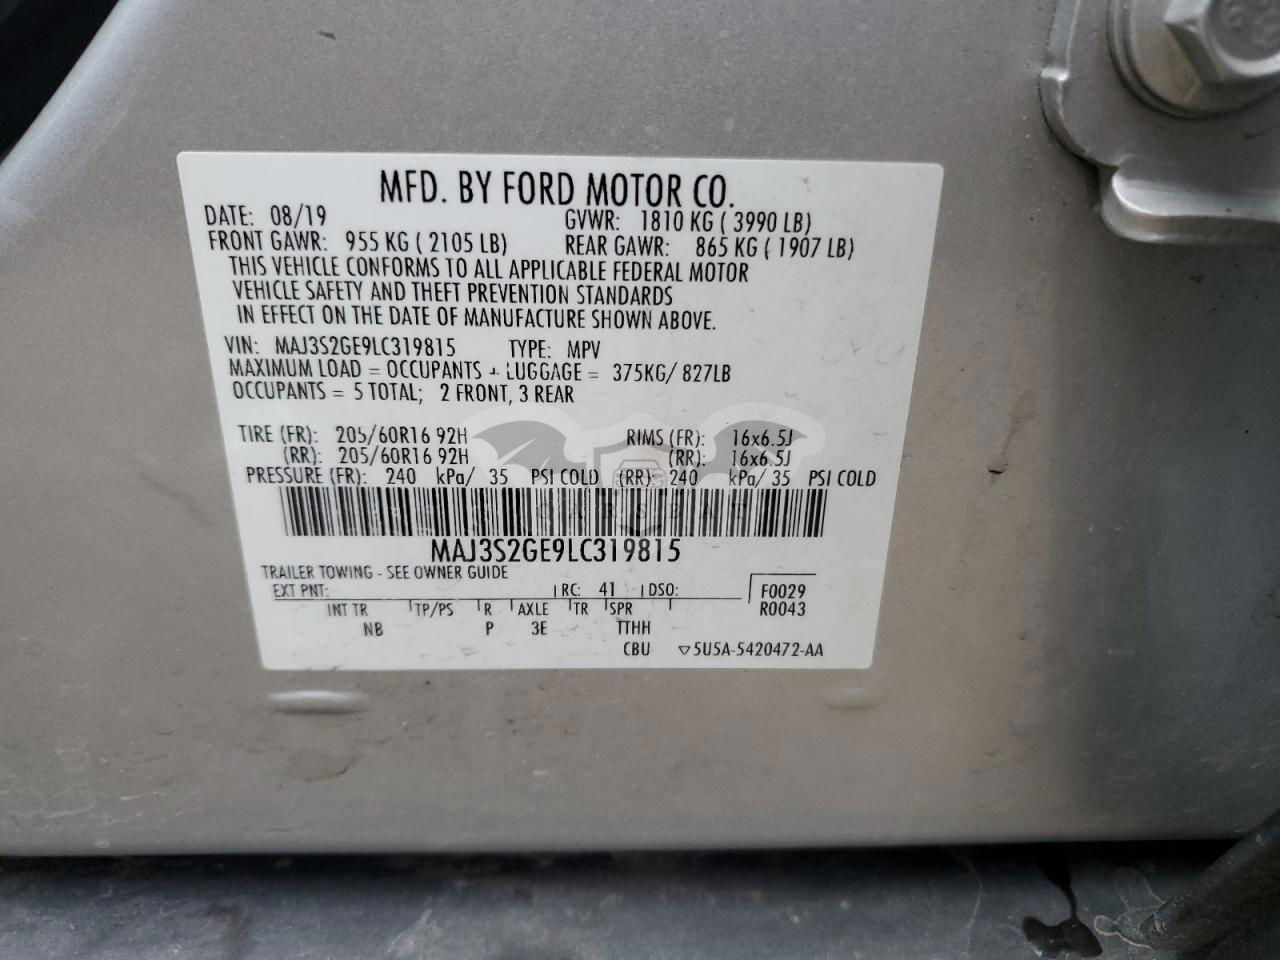 MFD. BY FORD MOTOR CO.
DATE: 08/19 GVWR: 1810 KG ( 3990 LB)
FRONT GAWR: 955 KG ( 2105 LB) REAR GAWR: 865 KG ( 1907 LB)
THIS VEHICLE CONFORMS TO ALL APPLICABLE FEDERAL MOTOR
VEHICLE SAFETY AND THEFT PREVENTION STANDARDS
IN EFFECT ON THE DATE OF MANUFACTURE SHOWN ABOVE.
VIN: MAJ3S2GE9LC319815 TYPE: MPV
MAXIMUM LOAD = OCCUPANTS + LUGGAGE = 375KG/ 827LB
OCCUPANTS = 5 TOTAL; 2 FRONT, 3 REAR
TIRE (FR): 205/60R16 92H RIMS (FR): 16x6.5J
(RR): 205/60R16 92H (RR): 16x6.5J
PRESSURE (FR): 240 kPa/ 35 PSI COLD (RR): 240 kPa/ 35 PSI COLD
MAJ3S2GE9LC319815
TRAILER TOWING - SEE OWNER GUIDE
EXT PNT: RC: 41 DSO: F0029
INT TR TP/PS R AXLE TR SPR R0043
NB P 3E TTHH
CBU 5U5A-5420472-AA